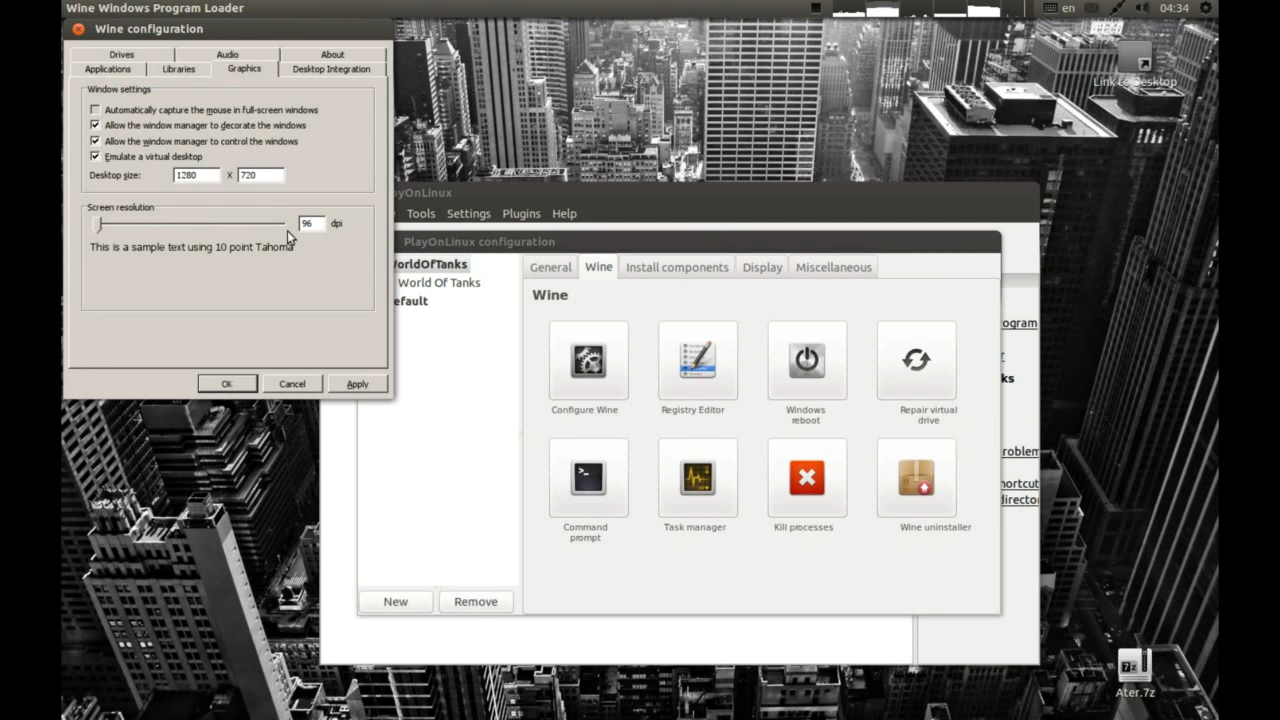 Wine Windows Program Loader
en
04:34
Wine configuration
Drives
Audio
About
Applications
Libraries
Graphics
Desktop Integration
Window settings
Automatically capture the mouse in full-screen windows
Allow the window manager to decorate the windows
Allow the window manager to control the windows
Emulate a virtual desktop
Desktop size:
1280
X
720
Screen resolution
96
dpi
This is a sample text using 10 point Tahoma
OK
Cancel
Apply
Link to Desktop
ayOnLinux
Tools
Settings
Plugins
Help
PlayOnLinux configuration
orldOfTanks
World Of Tanks
efault
General
Wine
Install components
Display
Miscellaneous
Wine
Configure Wine
Registry Editor
Windows
reboot
Repair virtual
drive
Command
prompt
Task manager
Kill processes
Wine uninstaller
New
Remove
ogram
ks
roblem
hortcut
directo
Ater.7z